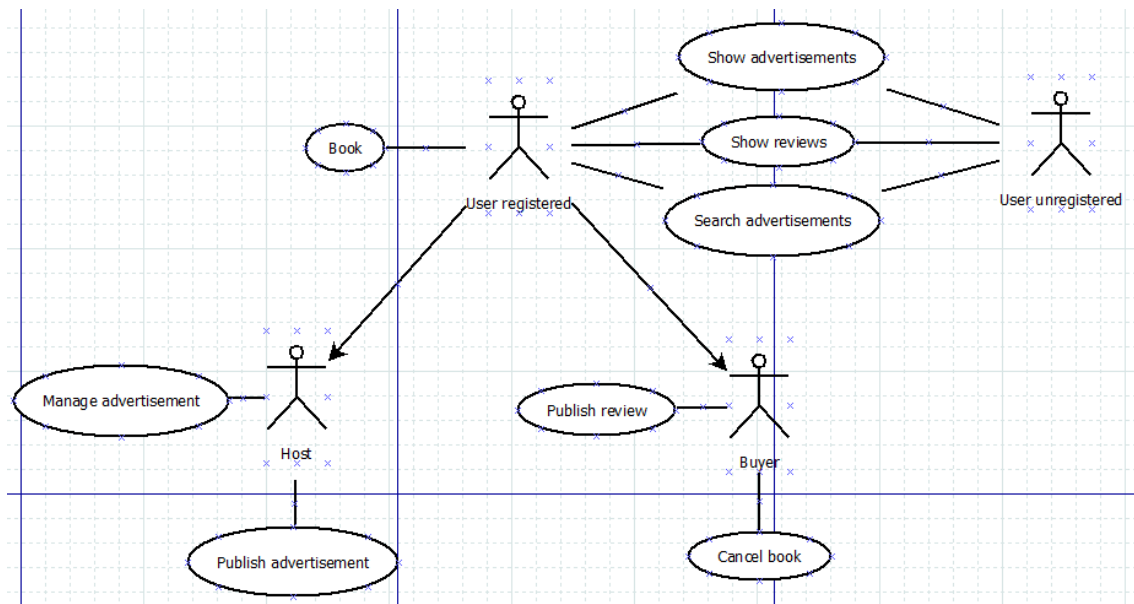 Show advertisements
Book
Show reviews
User registered
User unregistered
Search advertisements
Manage advertisement
Publish review
Host
Buyer
Publish advertisement
Cancel book